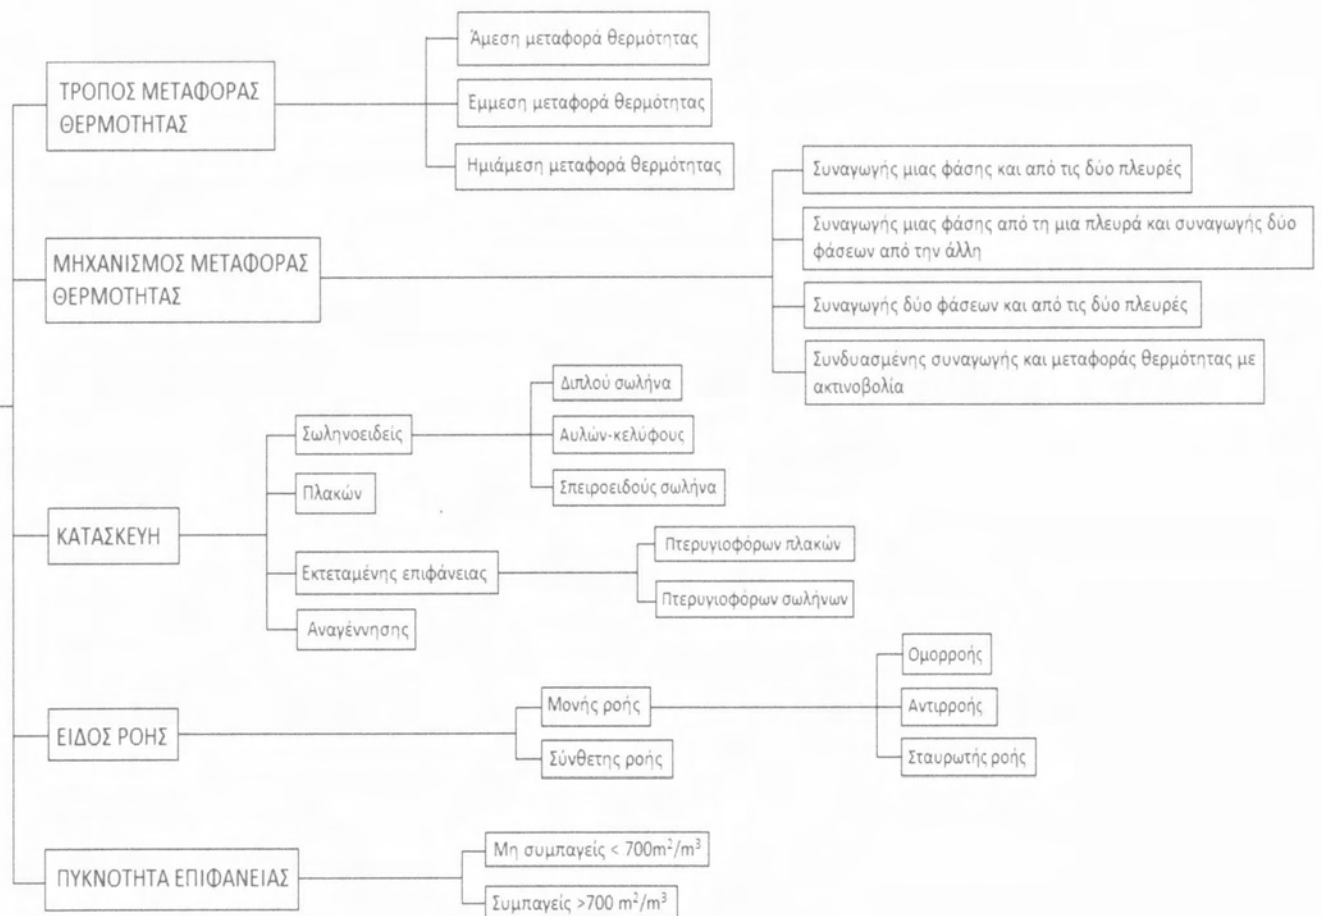 ΤΡΟΠΟΣ ΜΕΤΑΦΟΡΑΣ
ΘΕΡΜΟΤΗΤΑΣ
Άμεση μεταφορά θερμότητας
Έμμεση μεταφορά θερμότητας
Ημιάμεση μεταφορά θερμότητας
ΜΗΧΑΝΙΣΜΟΣ ΜΕΤΑΦΟΡΑΣ
ΘΕΡΜΟΤΗΤΑΣ
Συναγωγής μιας φάσης και από τις δύο πλευρές
Συναγωγής μιας φάσης από τη μια πλευρά και συναγωγής δύο
φάσεων από την άλλη
Συναγωγής δύο φάσεων και από τις δύο πλευρές
Συνδυασμένης συναγωγής και μεταφοράς θερμότητας με
ακτινοβολία
ΚΑΤΑΣΚΕΥΗ
Σωληνοειδείς
Διπλού σωλήνα
Αυλών-κελύφους
Σπειροειδούς σωλήνα
Πλακών
Εκτεταμένης επιφάνειας
Πτερυγιοφόρων πλακών
Πτερυγιοφόρων σωλήνων
Αναγέννησης
ΕΙΔΟΣ ΡΟΗΣ
Μονής ροής
Ομορροής
Αντιρροής
Σταυρωτής ροής
Σύνθετης ροής
ΠΥΚΝΟΤΗΤΑ ΕΠΙΦΑΝΕΙΑΣ
Μη συμπαγείς < 700m²/m³
Συμπαγείς >700 m²/m³